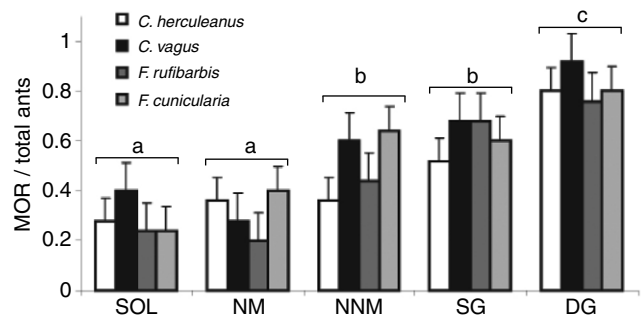 MOR / total ants
1
0.8
0.6
0.4
0.2
0
C. herculeanus
C. vagus
F. rufibarbis
F. cunicularia
a
a
b
b
c
SOL NM NNM SG DG